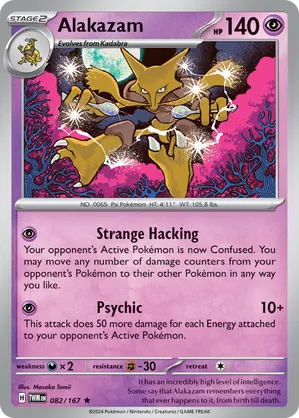 STAGE 2
Alakazam
HP 140
Evolves from Kadabra
NO. 0065 Psi Pokémon HT: 4'11" WT: 105.8 lbs.
Strange Hacking
Your opponent's Active Pokémon is now Confused. You
may move any number of damage counters from your
opponent's Pokémon to their other Pokémon in any way
you like.
Psychic 10+
This attack does 50 more damage for each Energy attached
to your opponent's Active Pokémon.
weakness ×2 resistance -30 retreat
Illus. Masako Tomii
H TWM EN 082/167 ★
It has an incredibly high level of intelligence.
Some say that Alakazam remembers everything
that ever happens to it, from birth till death.
©2024 Pokémon / Nintendo / Creatures / GAME FREAK